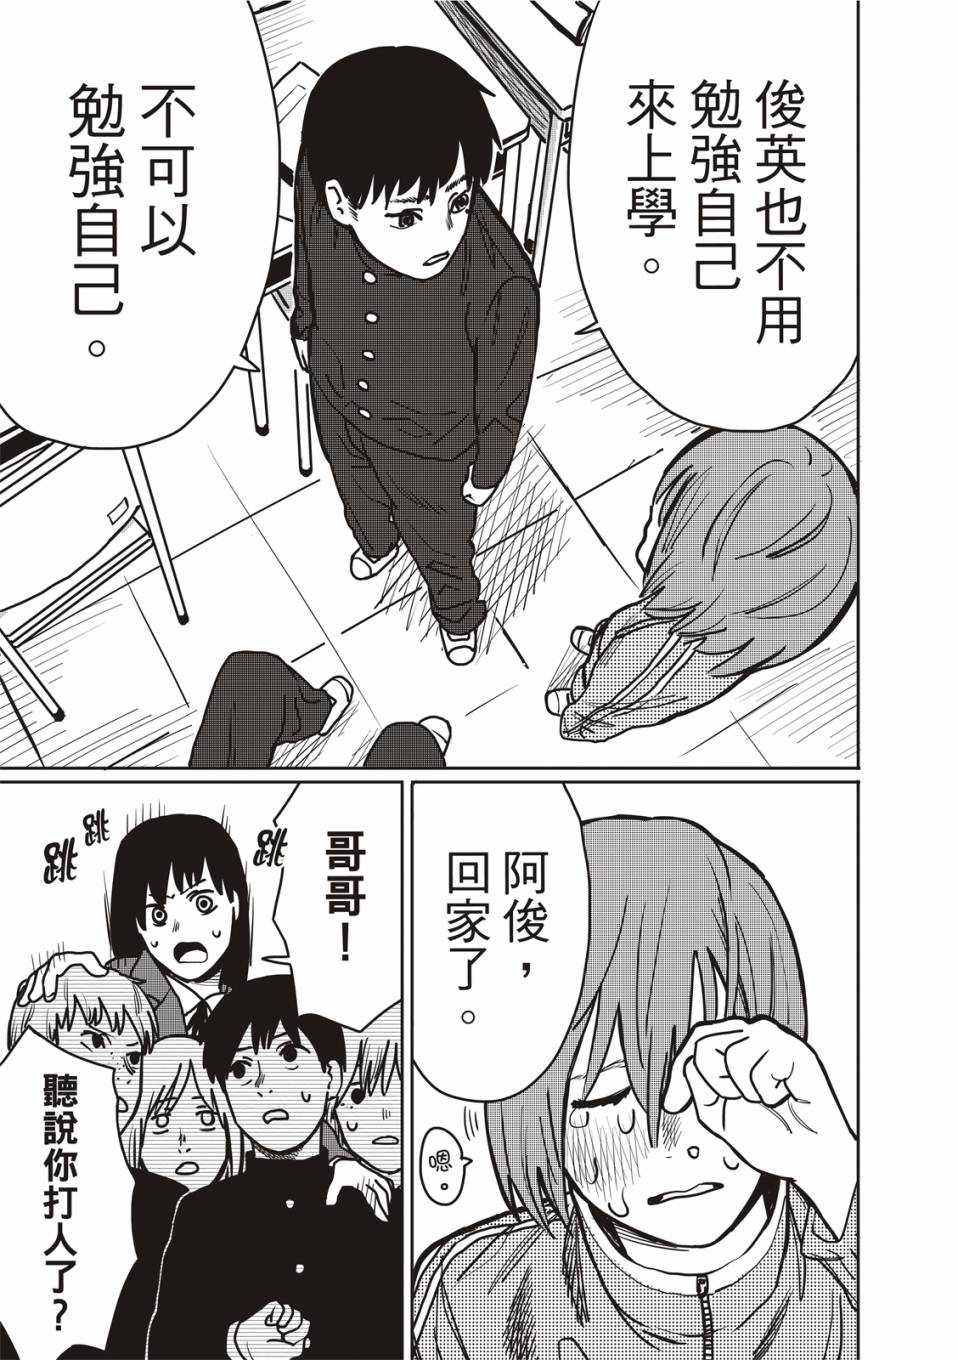 俊英也不用
勉強自己
來上學。
不可以
勉強自己。
阿俊，
回家了。
嗯。
哥哥！
跳
跳
跳
聽說你打人了？